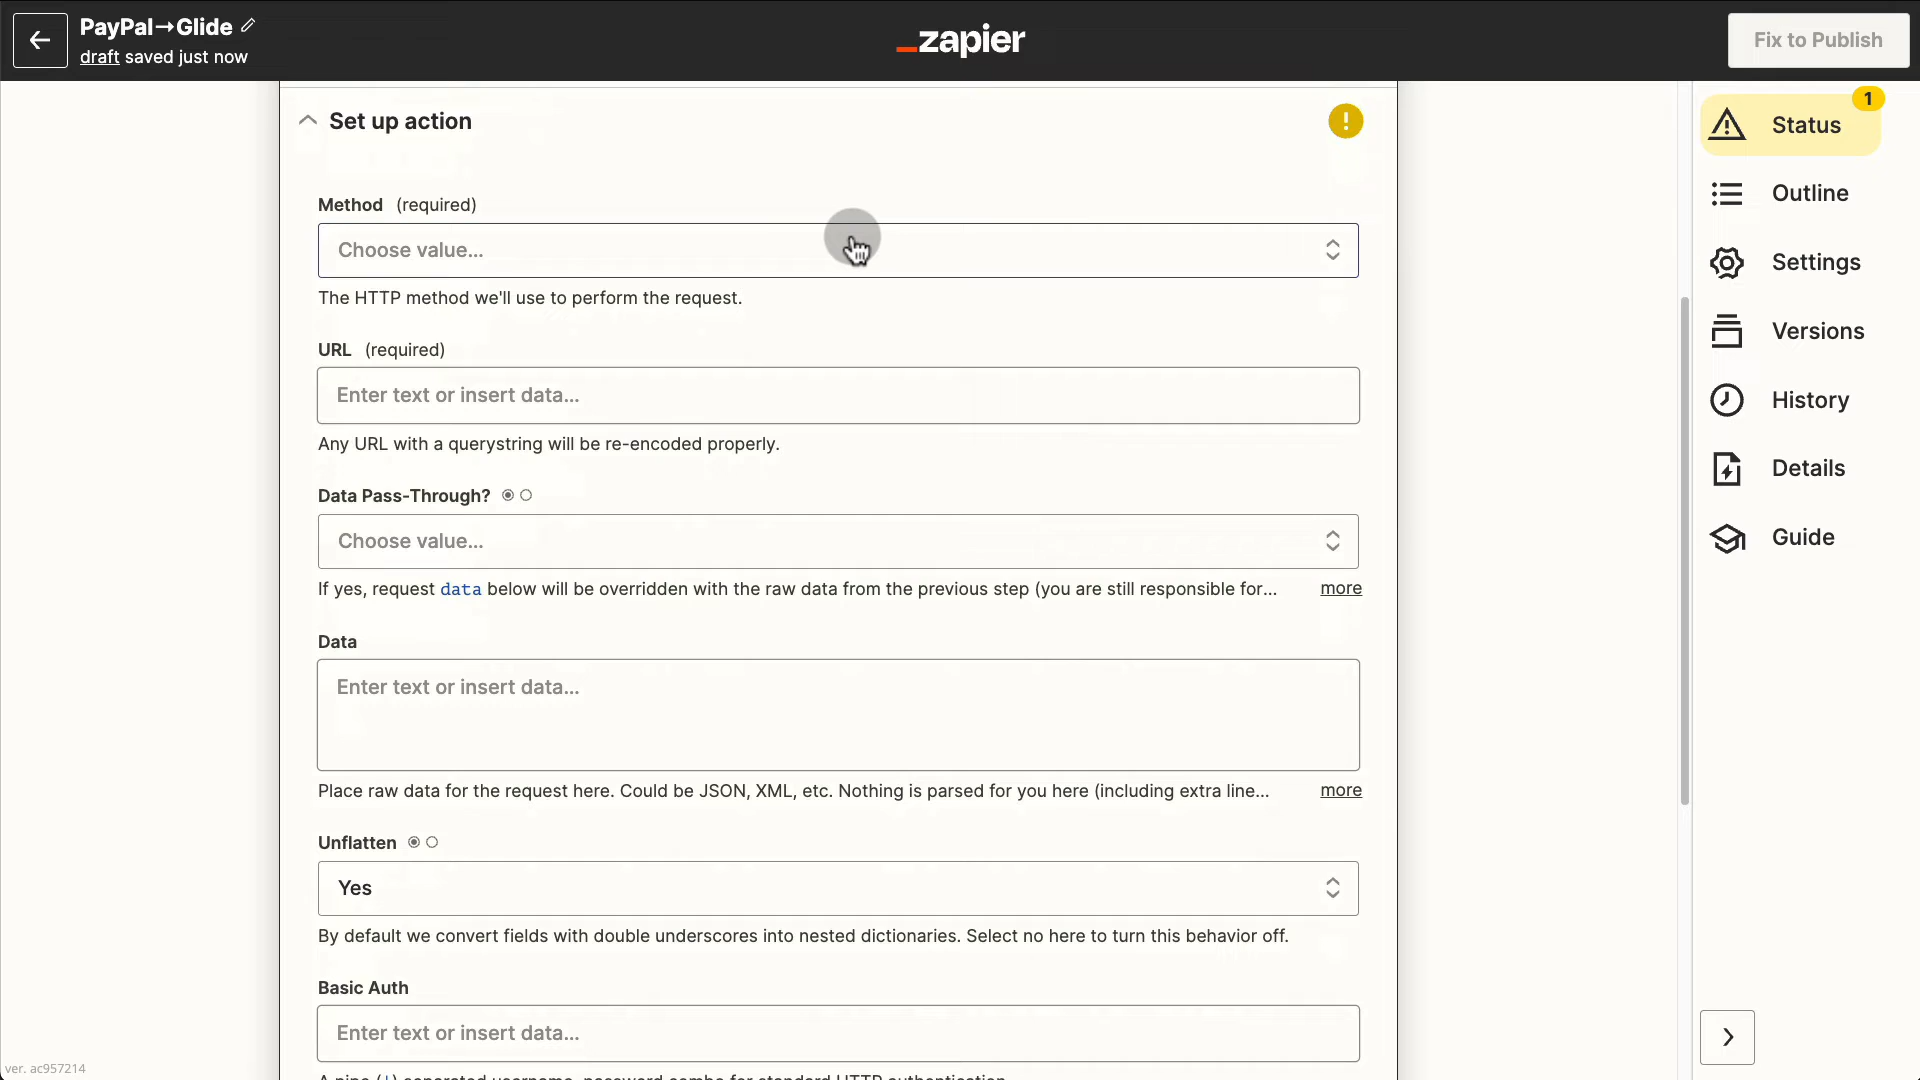 PayPal→Glide
draft saved just now
zapier
Fix to Publish
Set up action
Method (required)
Choose value...
The HTTP method we'll use to perform the request.
URL (required)
Enter text or insert data...
Any URL with a querystring will be re-encoded properly.
Data Pass-Through?
Choose value...
If yes, request data below will be overridden with the raw data from the previous step (you are still responsible for... more
Data
Enter text or insert data...
Place raw data for the request here. Could be JSON, XML, etc. Nothing is parsed for you here (including extra line... more
Unflatten
Yes
By default we convert fields with double underscores into nested dictionaries. Select no here to turn this behavior off.
Basic Auth
Enter text or insert data...
1
Status
Outline
Settings
Versions
History
Details
Guide
ver. ac957214